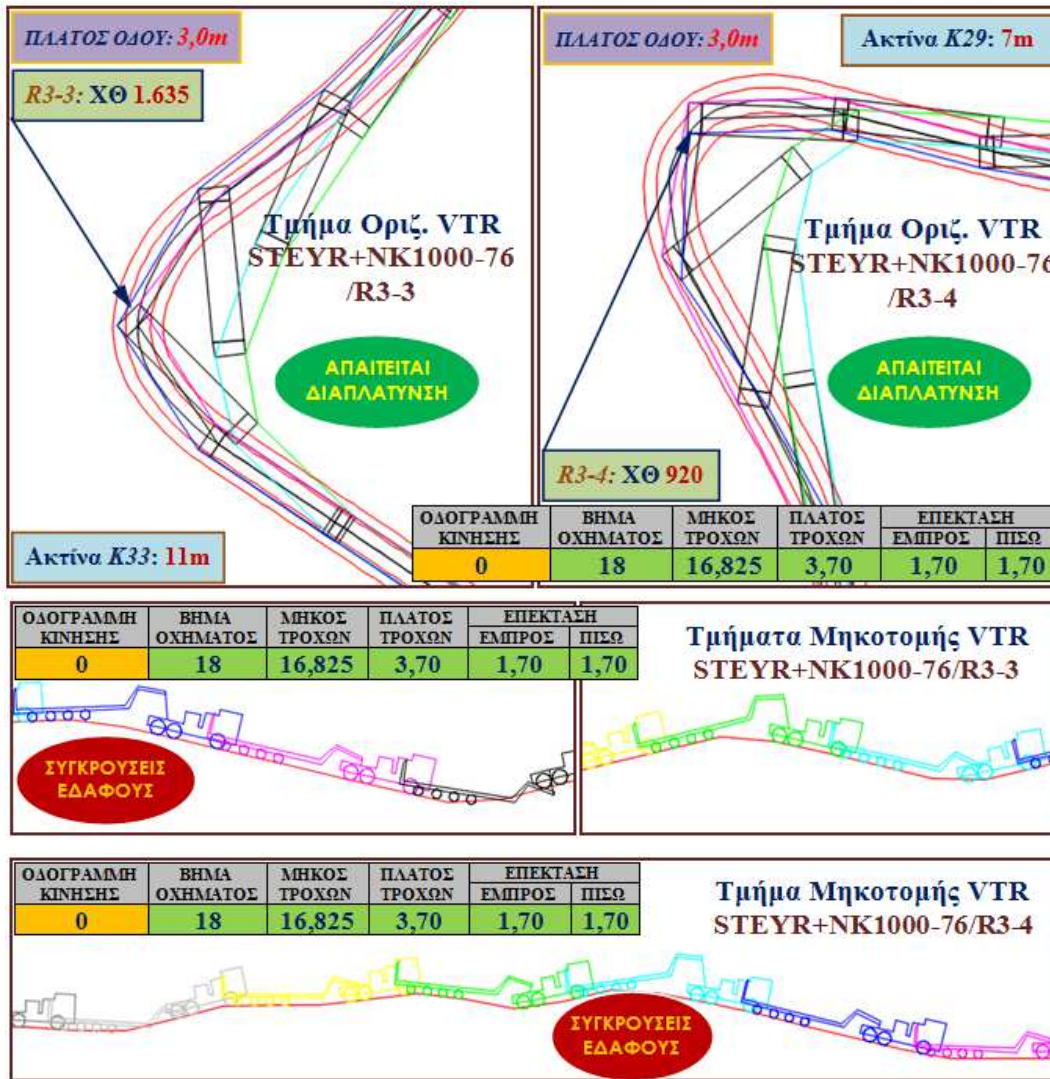 ΠΛΑΤΟΣ ΟΔΟΥ: 3,0m
R3-3: ΧΘ 1.635
Τμήμα Οριζ. VTR
STEYR+NK1000-76
/R3-3
ΑΠΑΙΤΕΙΤΑΙ
ΔΙΑΠΛΑΤΥΝΣΗ
Ακτίνα K33: 11m
ΠΛΑΤΟΣ ΟΔΟΥ: 3,0m
Ακτίνα K29: 7m
Τμήμα Οριζ. VTR
STEYR+NK1000-76
/R3-4
ΑΠΑΙΤΕΙΤΑΙ
ΔΙΑΠΛΑΤΥΝΣΗ
R3-4: ΧΘ 920
ΟΔΟΓΡΑΜΜΗ ΒΗΜΑ ΜΗΚΟΣ ΠΛΑΤΟΣ ΕΠΕΚΤΑΣΗ
ΚΙΝΗΣΗΣ ΟΧΗΜΑΤΟΣ ΤΡΟΧΩΝ ΤΡΟΧΩΝ ΕΜΠΡΟΣ ΠΙΣΩ
0 18 16,825 3,70 1,70 1,70
ΟΔΟΓΡΑΜΜΗ ΒΗΜΑ ΜΗΚΟΣ ΠΛΑΤΟΣ ΕΠΕΚΤΑΣΗ
ΚΙΝΗΣΗΣ ΟΧΗΜΑΤΟΣ ΤΡΟΧΩΝ ΤΡΟΧΩΝ ΕΜΠΡΟΣ ΠΙΣΩ
0 18 16,825 3,70 1,70 1,70
Τμήματα Μηκοτομής VTR
STEYR+NK1000-76/R3-3
ΣΥΓΚΡΟΥΣΕΙΣ
ΕΔΑΦΟΥΣ
ΟΔΟΓΡΑΜΜΗ ΒΗΜΑ ΜΗΚΟΣ ΠΛΑΤΟΣ ΕΠΕΚΤΑΣΗ
ΚΙΝΗΣΗΣ ΟΧΗΜΑΤΟΣ ΤΡΟΧΩΝ ΤΡΟΧΩΝ ΕΜΠΡΟΣ ΠΙΣΩ
0 18 16,825 3,70 1,70 1,70
Τμήμα Μηκοτομής VTR
STEYR+NK1000-76/R3-4
ΣΥΓΚΡΟΥΣΕΙΣ
ΕΔΑΦΟΥΣ